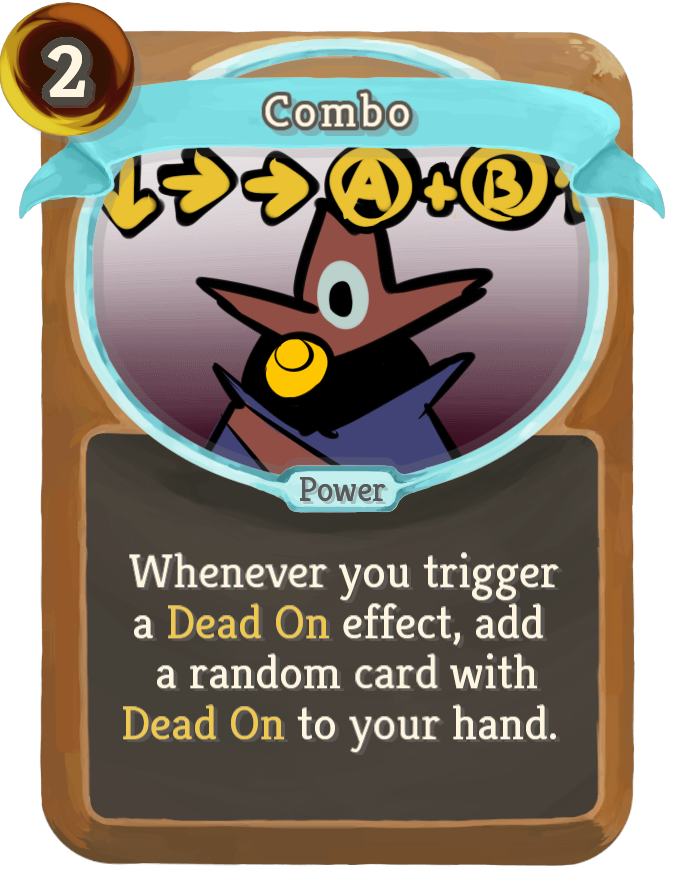 2
Combo
A + B
Power
Whenever you trigger
a Dead On effect, add
a random card with
Dead On to your hand.